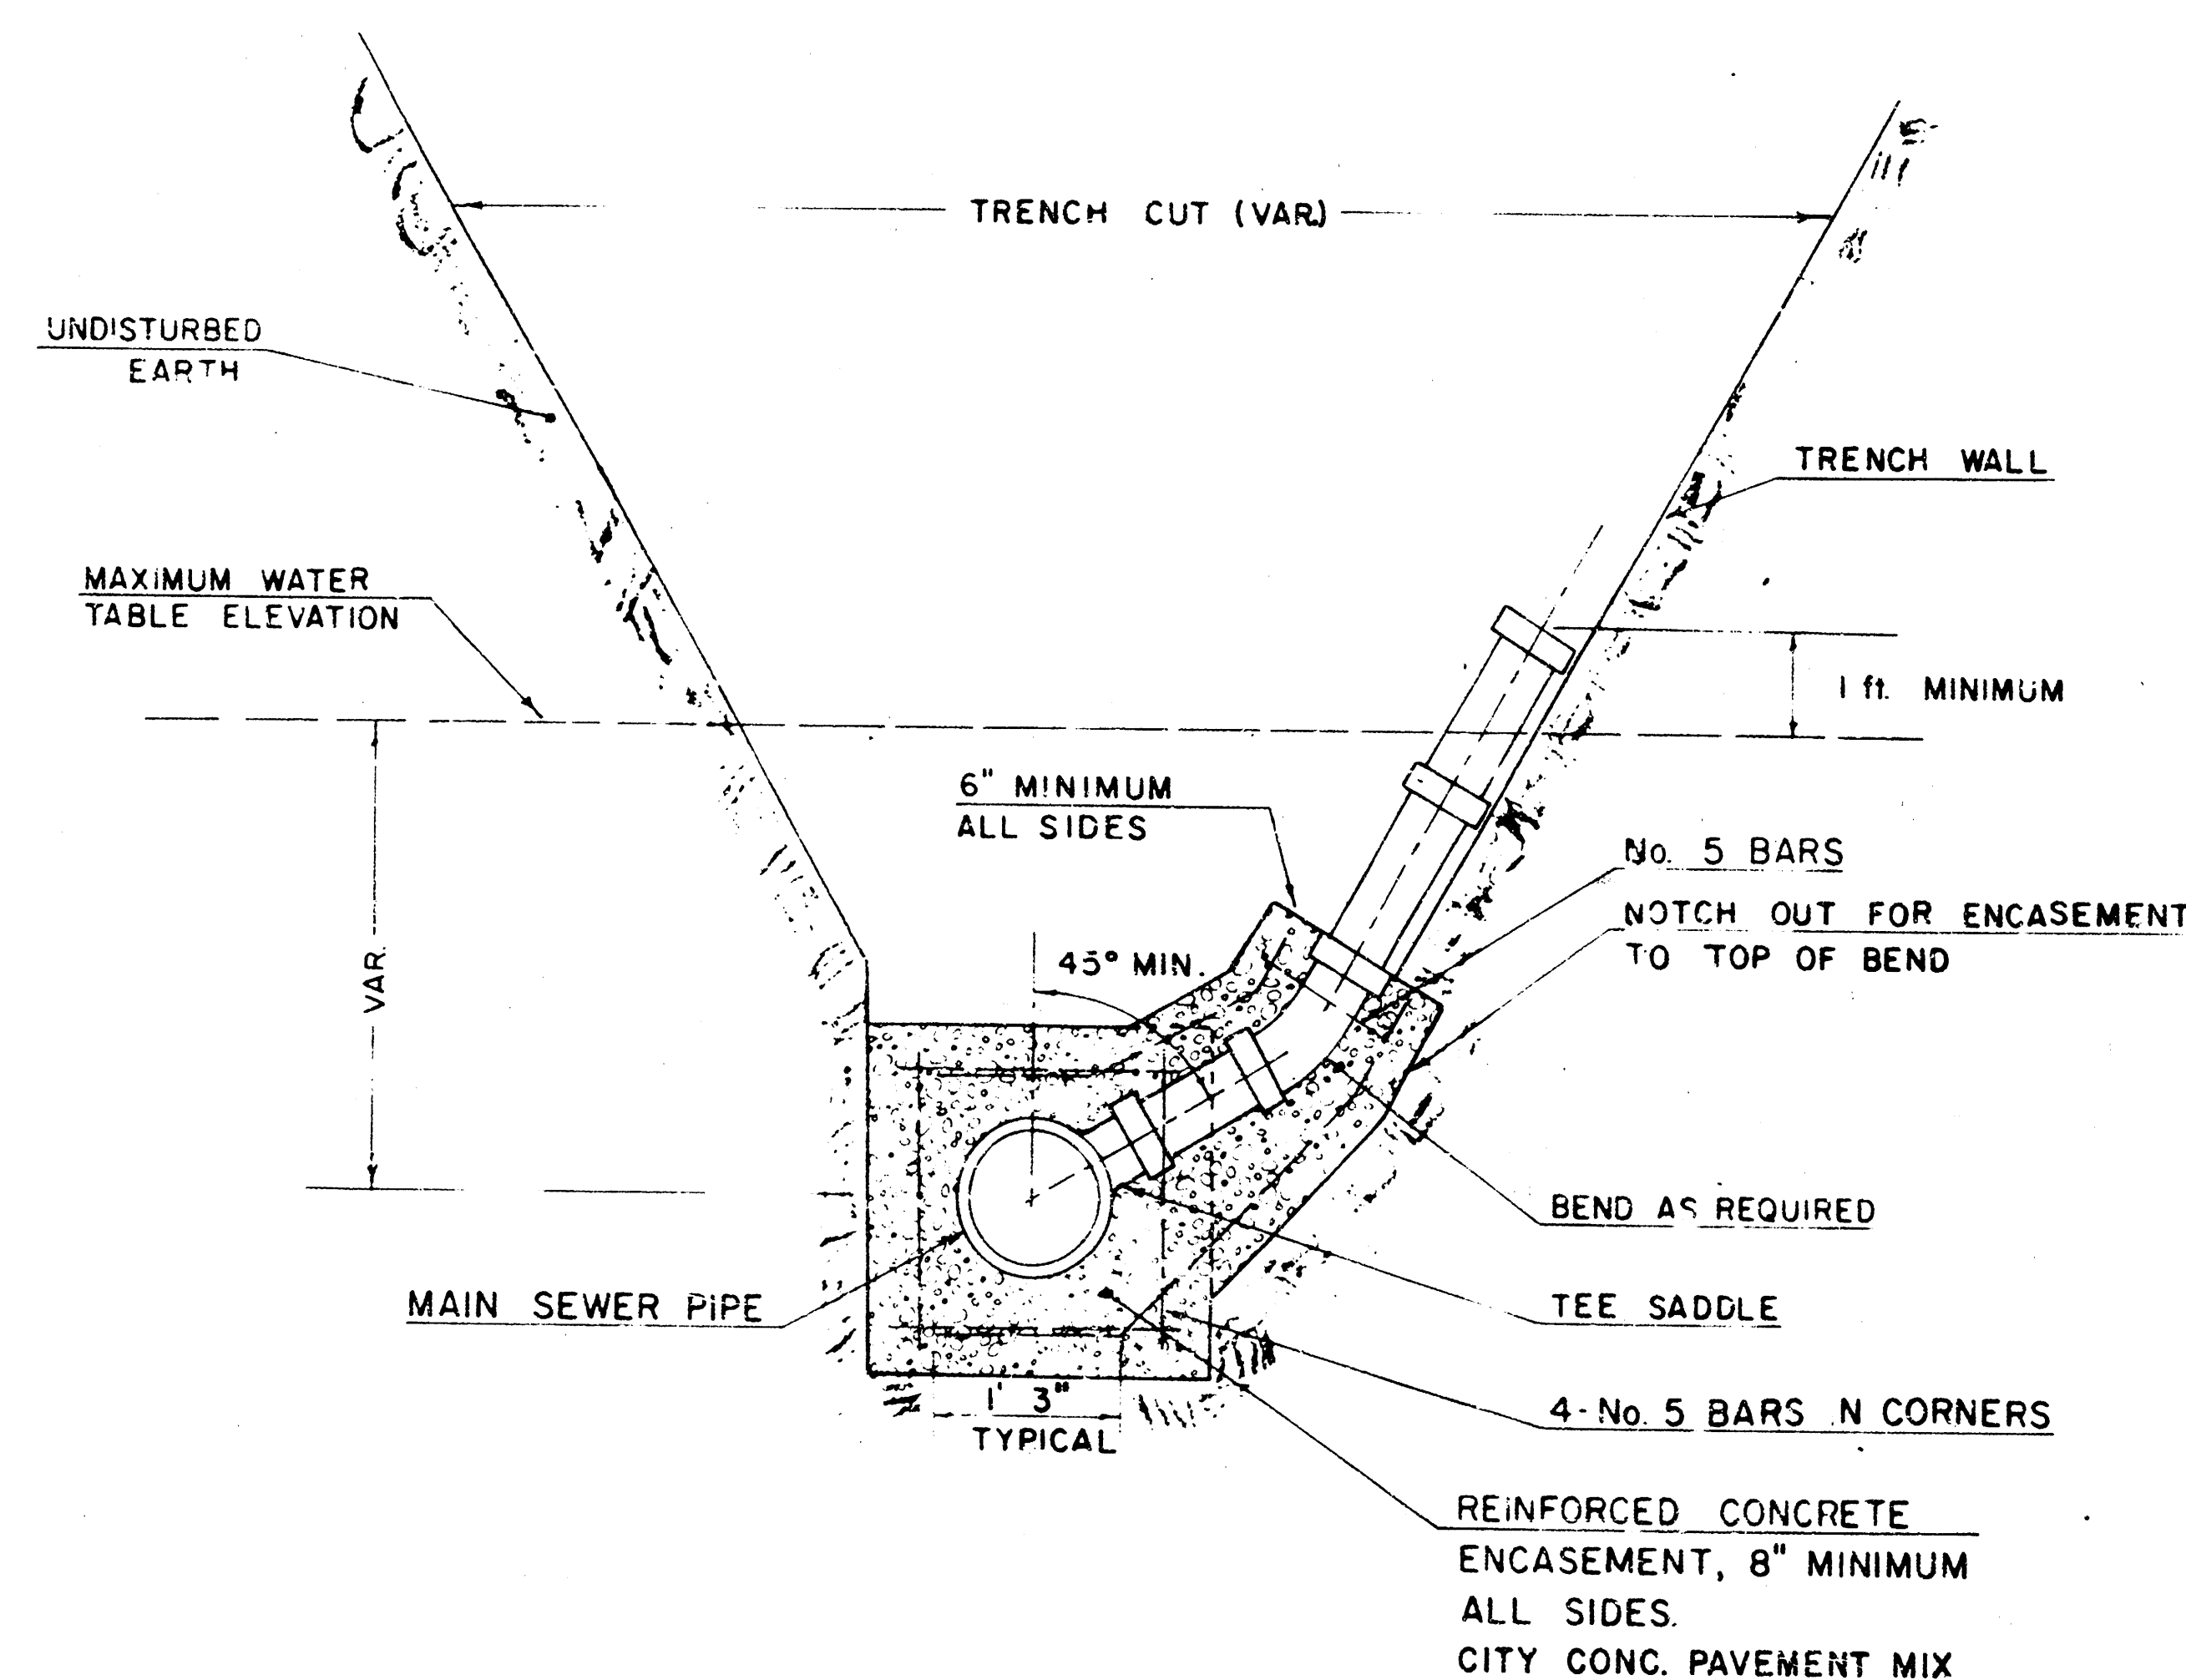 TRENCH CUT (VAR.)
UNDISTURBED
EARTH
TRENCH WALL
MAXIMUM WATER
TABLE ELEVATION
1 ft. MINIMUM
6" MINIMUM
ALL SIDES
No. 5 BARS
NOTCH OUT FOR ENCASEMENT
TO TOP OF BEND
45° MIN.
VAR.
BEND AS REQUIRED
MAIN SEWER PIPE
TEE SADDLE
1' 3"
TYPICAL
4-No. 5 BARS N CORNERS
REINFORCED CONCRETE
ENCASEMENT, 8" MINIMUM
ALL SIDES.
CITY CONC. PAVEMENT MIX